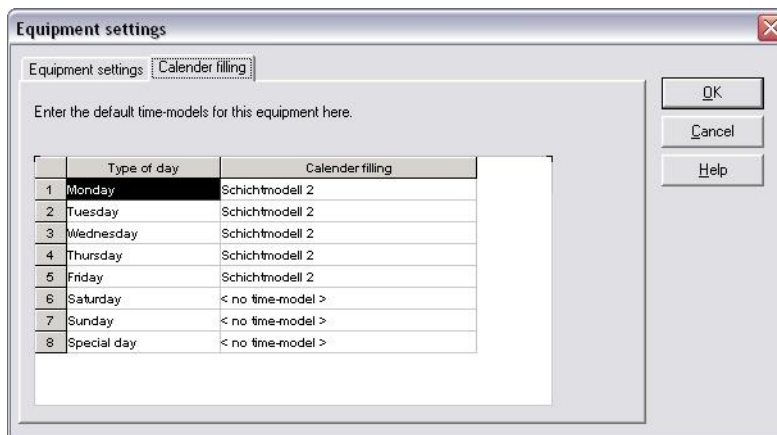 Equipment settings
Equipment settings Calender filling
OK
Enter the default time-models for this equipment here.
Cancel
Help
Type of day Calender filling
1 Monday Schichtmodell 2
2 Tuesday Schichtmodell 2
3 Wednesday Schichtmodell 2
4 Thursday Schichtmodell 2
5 Friday Schichtmodell 2
6 Saturday < no time-model >
7 Sunday < no time-model >
8 Special day < no time-model >